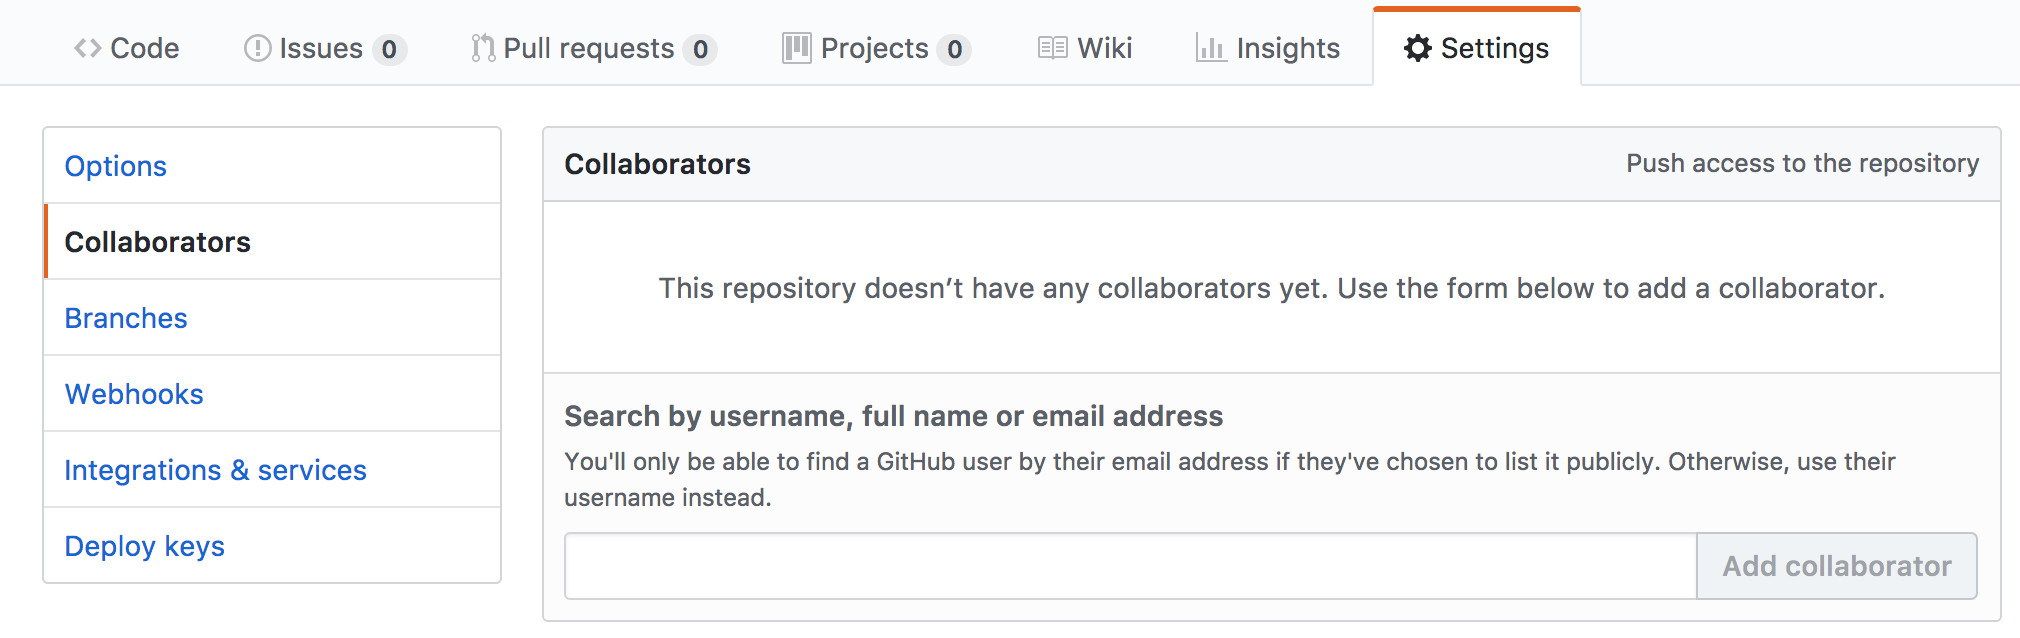 Code Issues 0 Pull requests 0 Projects 0 Wiki Insights Settings
Options
Collaborators
Branches
Webhooks
Integrations & services
Deploy keys
Collaborators Push access to the repository
This repository doesn’t have any collaborators yet. Use the form below to add a collaborator.
Search by username, full name or email address
You'll only be able to find a GitHub user by their email address if they've chosen to list it publicly. Otherwise, use their
username instead.
Add collaborator